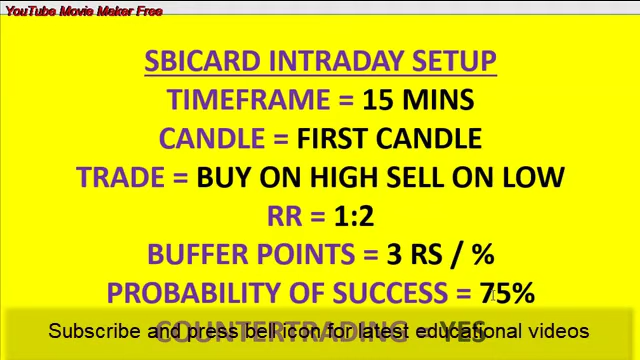 YouTube Movie Maker Free
SBICARD INTRADAY SETUP
TIMEFRAME = 15 MINS
CANDLE = FIRST CANDLE
TRADE = BUY ON HIGH SELL ON LOW
RR = 1:2
BUFFER POINTS = 3 RS / %
PROBABILITY OF SUCCESS = 75%
COUNTERTRADING = YES
Subscribe and press bell icon for latest educational videos